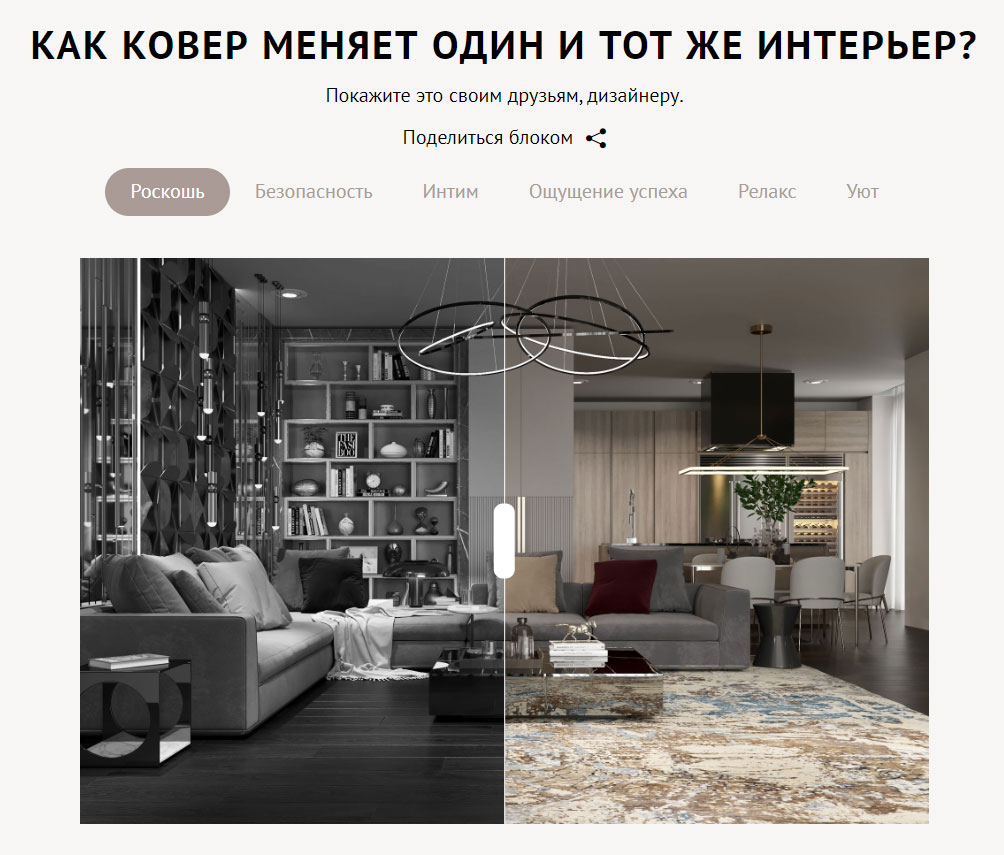 КАК КОВЕР МЕНЯЕТ ОДИН И ТОТ ЖЕ ИНТЕРЬЕР?
Покажите это своим друзьям, дизайнеру.
Поделиться блоком
Роскошь Безопасность Интим Ощущение успеха Релакс Уют